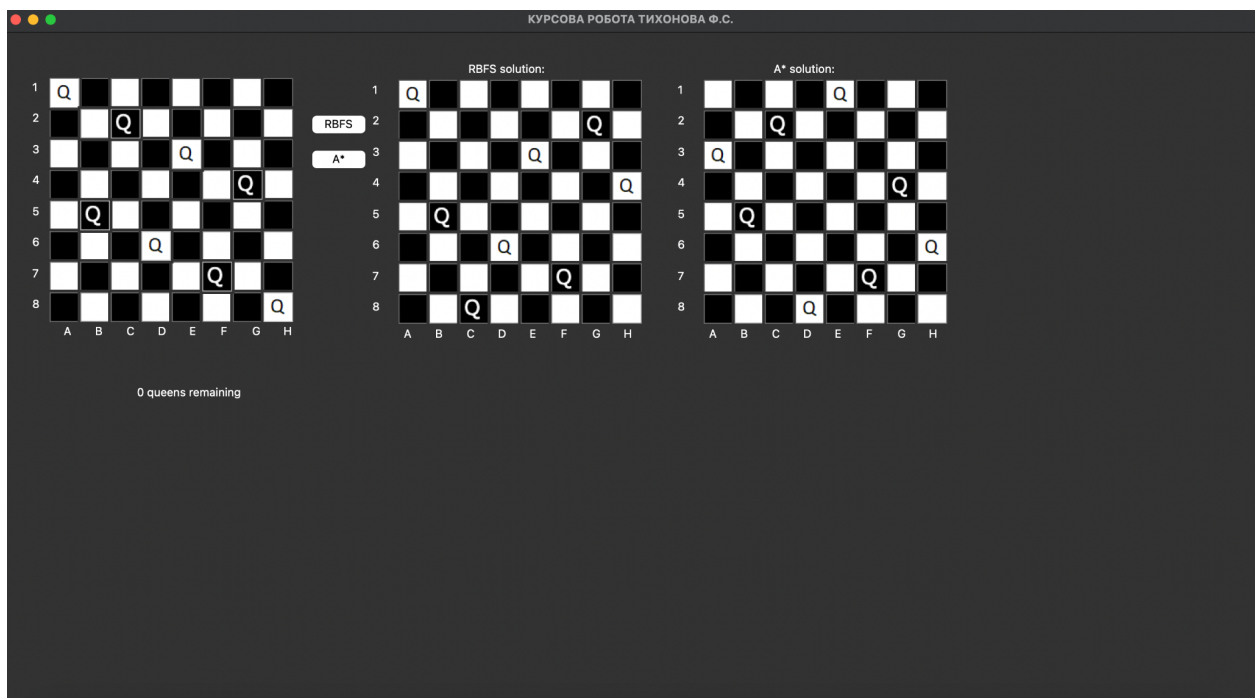 КУРСОВА РОБОТА ТИХОНОВА Ф.С.
RBFS solution:
A* solution:
1 Q
2 Q
3 Q
4 Q
5 Q
6 Q
7 Q
8 Q
A B C D E F G H
RBFS
A*
1 Q
2 Q
3 Q
4 Q
5 Q
6 Q
7 Q
8 Q
A B C D E F G H
1 Q
2 Q
3 Q
4 Q
5 Q
6 Q
7 Q
8 Q
A B C D E F G H
0 queens remaining